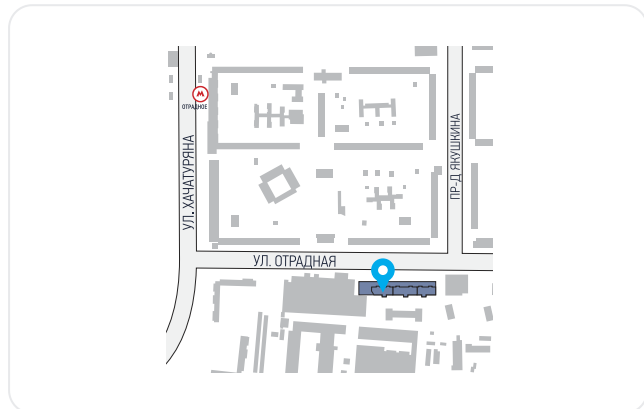 М
ОТРАДНОЕ
УЛ. ХАЧАТУРЯНА
ПР-Д ЯКУШКИНА
УЛ. ОТРАДНАЯ